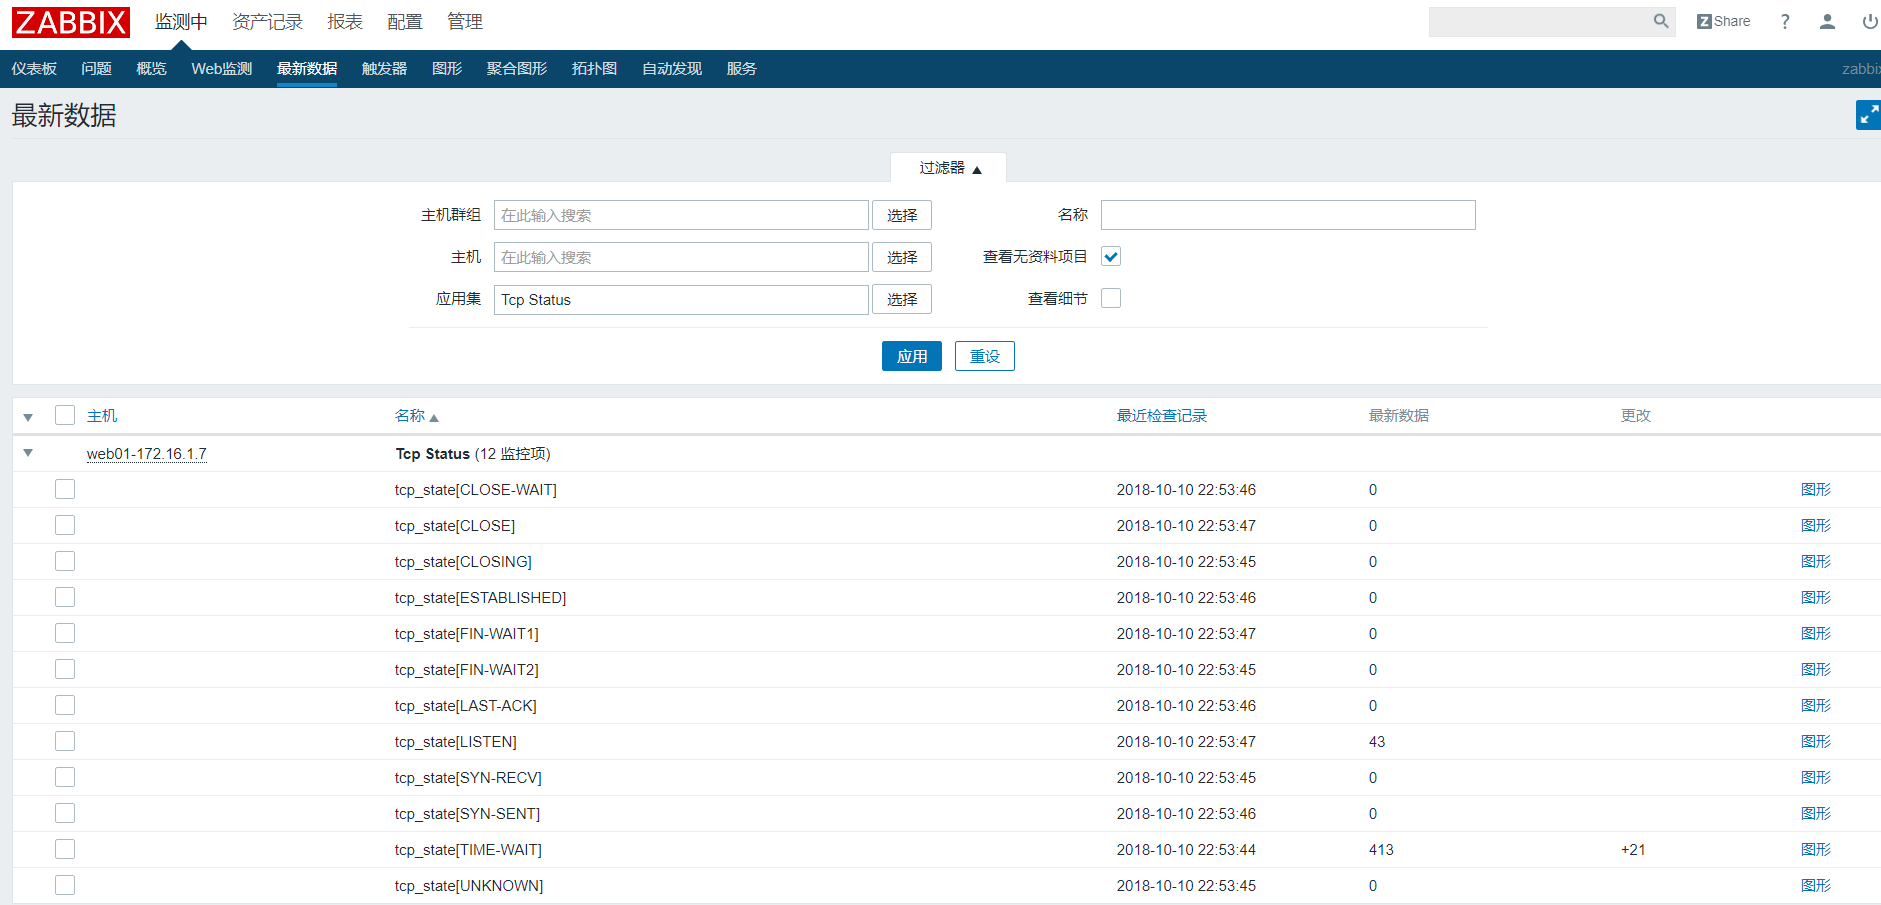 ZABBIX 监测中 资产记录 报表 配置 管理 Z Share ?
仪表板 问题 概览 Web监测 最新数据 触发器 图形 聚合图形 拓扑图 自动发现 服务 zabbix
最新数据
过滤器 ▲
主机群组 在此输入搜索 选择 名称
主机 在此输入搜索 选择 查看无资料项目
应用集 Tcp Status 选择 查看细节
应用 重设
▼ 主机 名称 ▲ 最近检查记录 最新数据 更改
▼ web01-172.16.1.7 Tcp Status (12 监控项)
tcp_state[CLOSE-WAIT] 2018-10-10 22:53:46 0 图形
tcp_state[CLOSE] 2018-10-10 22:53:47 0 图形
tcp_state[CLOSING] 2018-10-10 22:53:45 0 图形
tcp_state[ESTABLISHED] 2018-10-10 22:53:46 0 图形
tcp_state[FIN-WAIT1] 2018-10-10 22:53:47 0 图形
tcp_state[FIN-WAIT2] 2018-10-10 22:53:45 0 图形
tcp_state[LAST-ACK] 2018-10-10 22:53:46 0 图形
tcp_state[LISTEN] 2018-10-10 22:53:47 43 图形
tcp_state[SYN-RECV] 2018-10-10 22:53:45 0 图形
tcp_state[SYN-SENT] 2018-10-10 22:53:46 0 图形
tcp_state[TIME-WAIT] 2018-10-10 22:53:44 413 +21 图形
tcp_state[UNKNOWN] 2018-10-10 22:53:45 0 图形